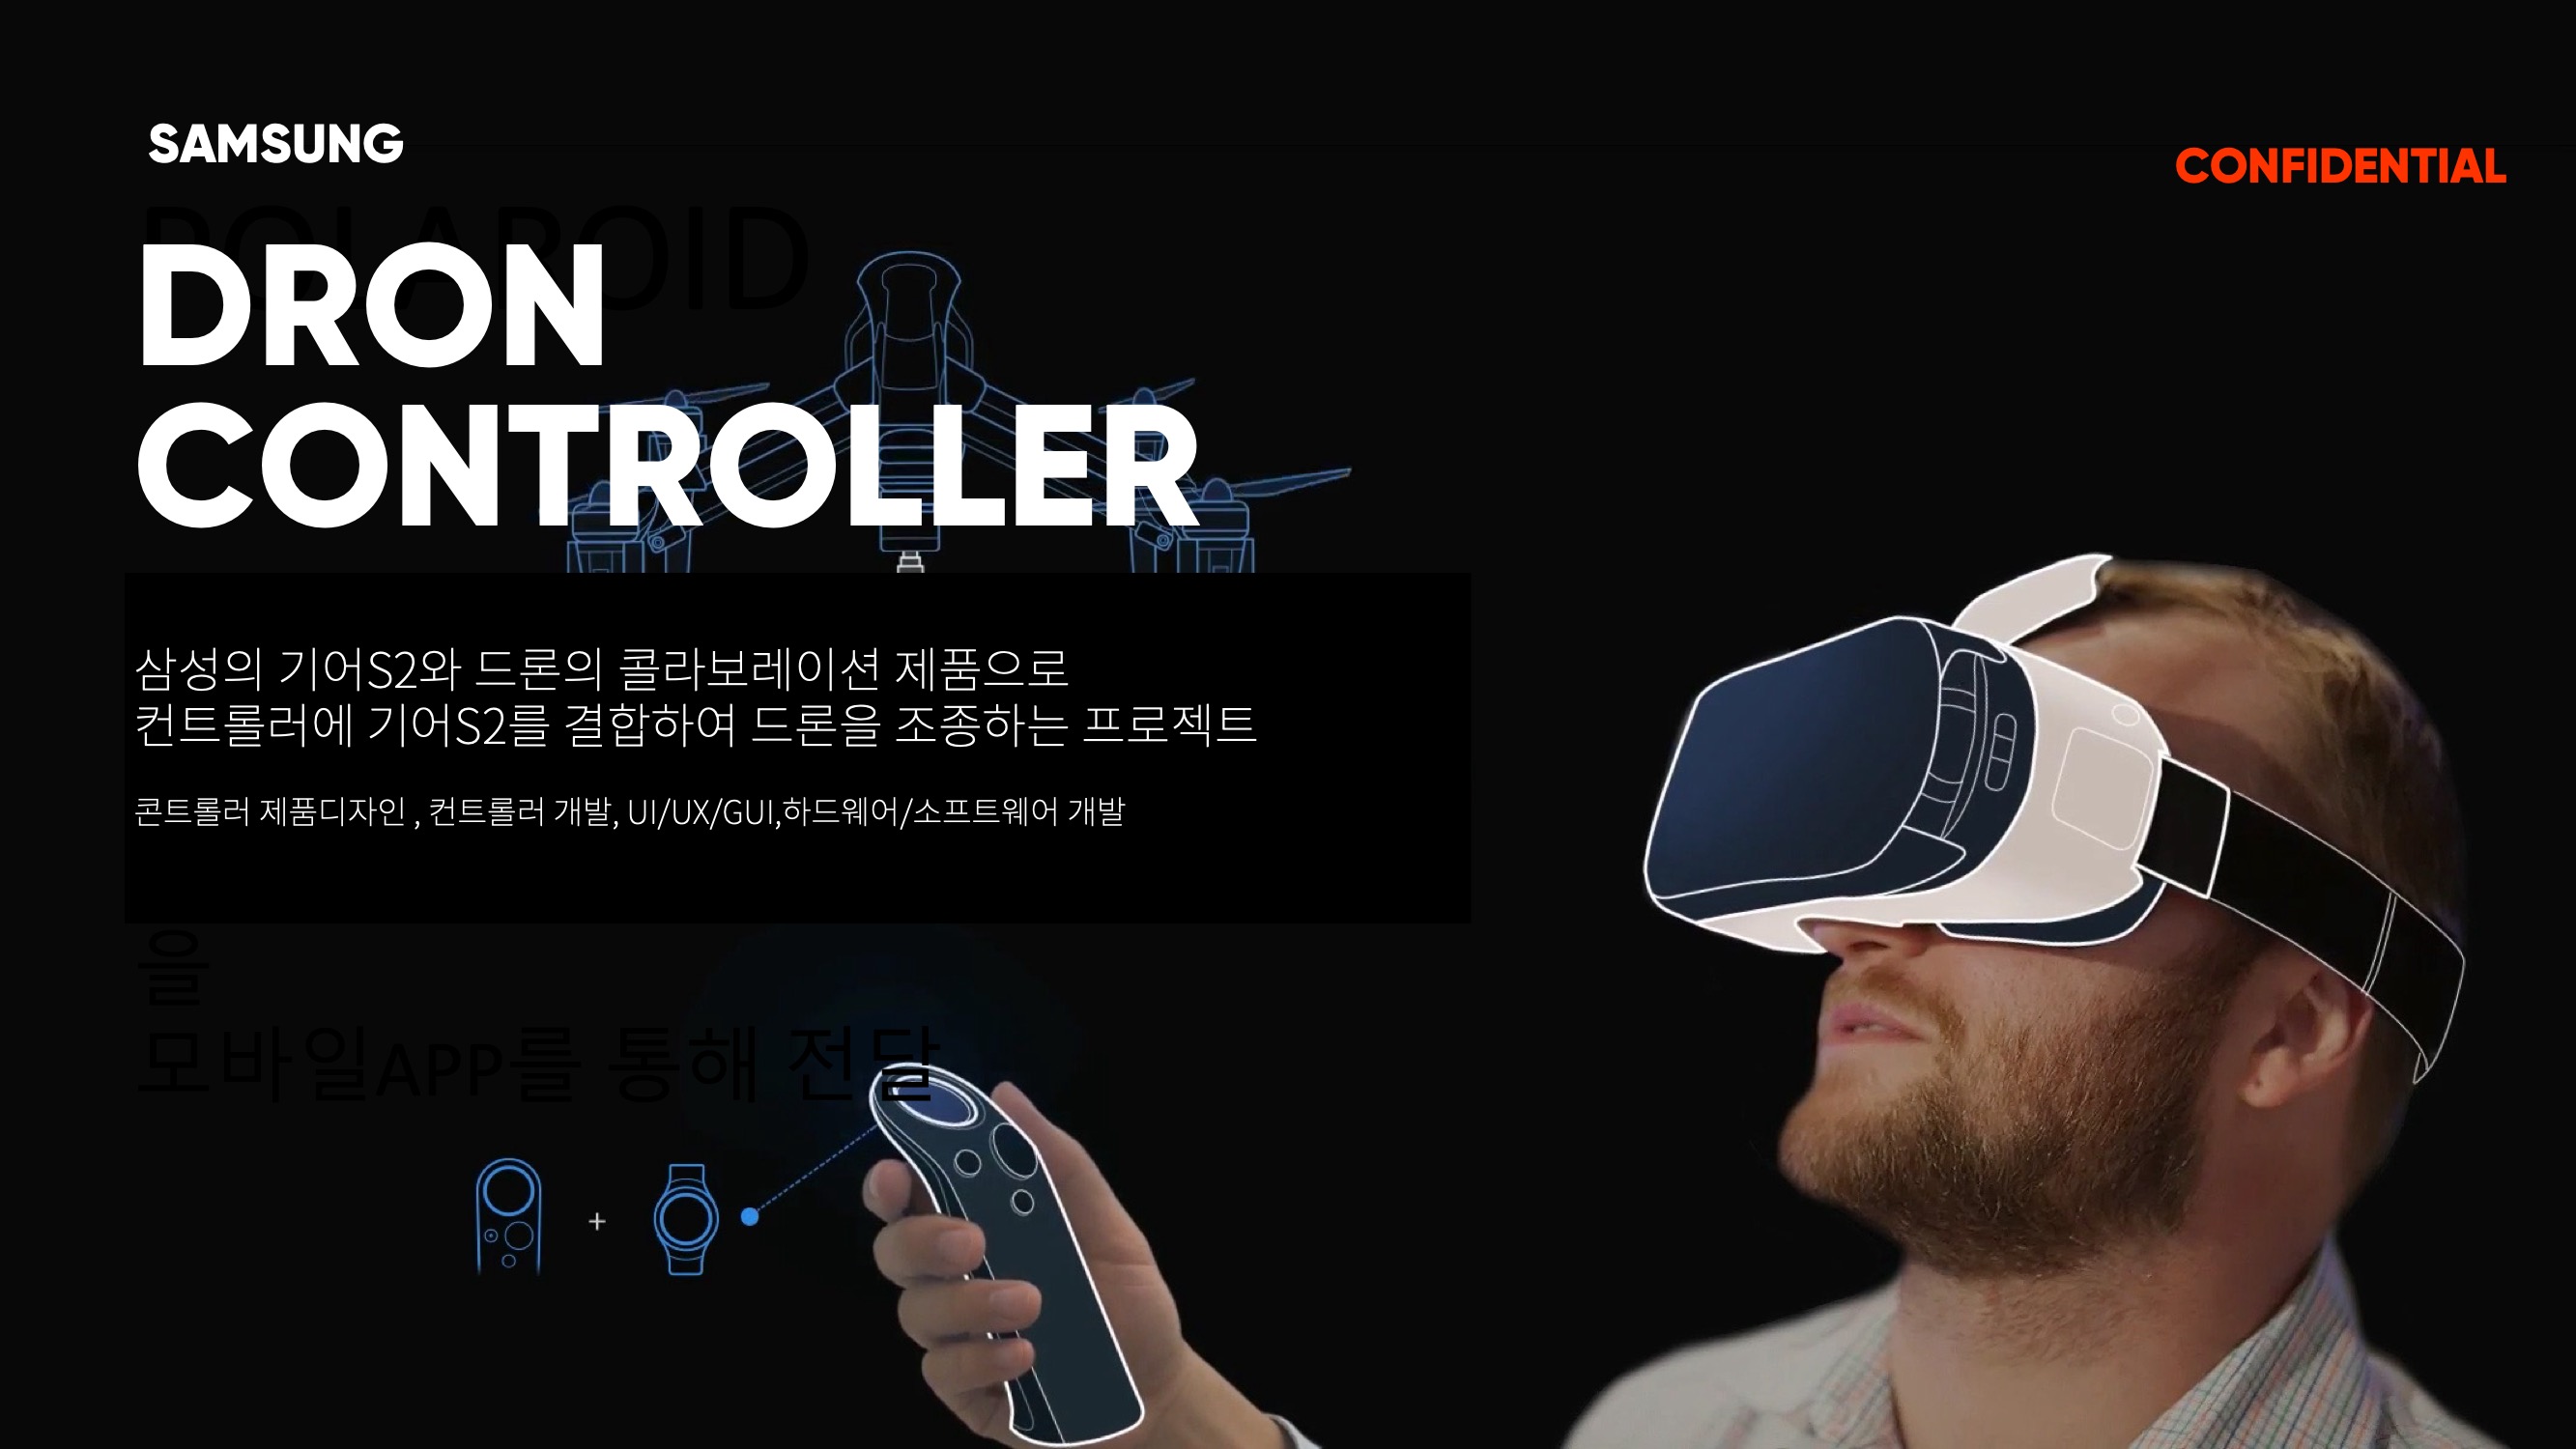 SAMSUNG
CONFIDENTIAL
POLAROID
DRON
CONTROLLER
삼성의 기어S2와 드론의 콜라보레이션 제품으로
컨트롤러에 기어S2를 결합하여 드론을 조종하는 프로젝트
콘트롤러 제품디자인 , 컨트롤러 개발, UI/UX/GUI,하드웨어/소프트웨어 개발
을
모바일APP를 통해 전달
+